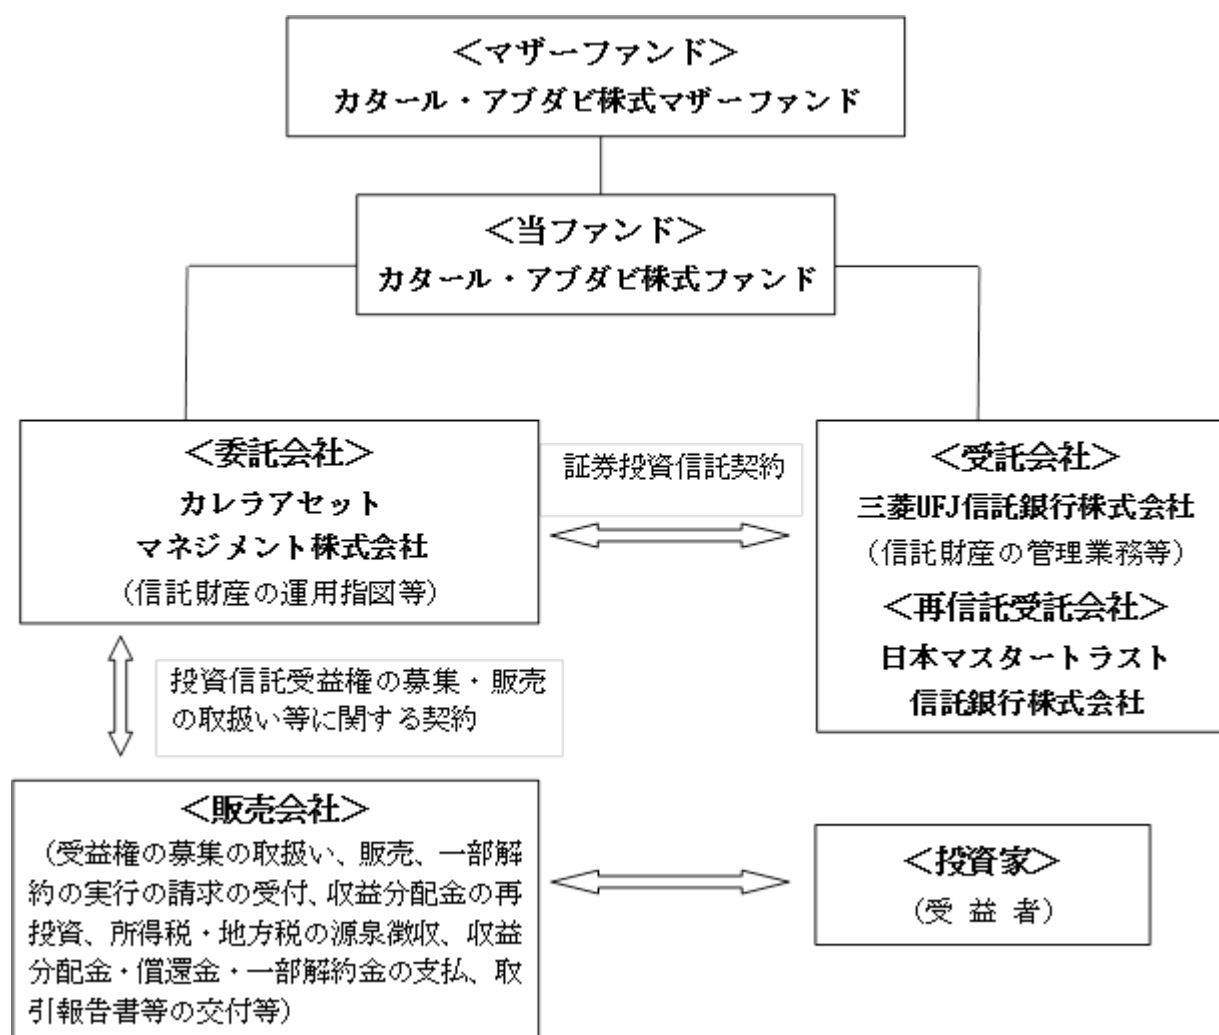 ＜マザーファンド＞
カタール・アブダビ株式マザーファンド
＜当ファンド＞
カタール・アブダビ株式ファンド
＜委託会社＞
カレラアセット
マネジメント株式会社
（信託財産の運用指図等）
証券投資信託契約
＜受託会社＞
三菱UFJ信託銀行株式会社
（信託財産の管理業務等）
＜再信託受託会社＞
日本マスタートラスト
信託銀行株式会社
投資信託受益権の募集・販売
の取扱い等に関する契約
＜販売会社＞
（受益権の募集の取扱い、販売、一部解
約の実行の請求の受付、収益分配金の再
投資、所得税・地方税の源泉徴収、収益
分配金・償還金・一部解約金の支払、取
引報告書等の交付等）
＜投資家＞
（受 益 者）